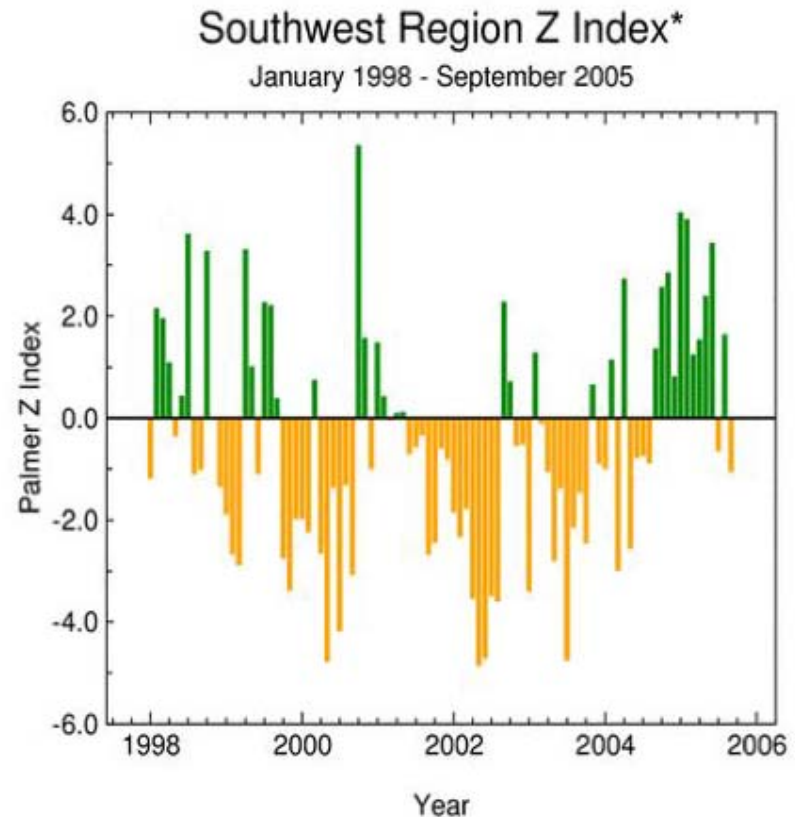 Southwest Region Z Index*
January 1998 - September 2005
6.0
4.0
2.0
0.0
-2.0
-4.0
-6.0
Palmer Z Index
1998 2000 2002 2004 2006
Year